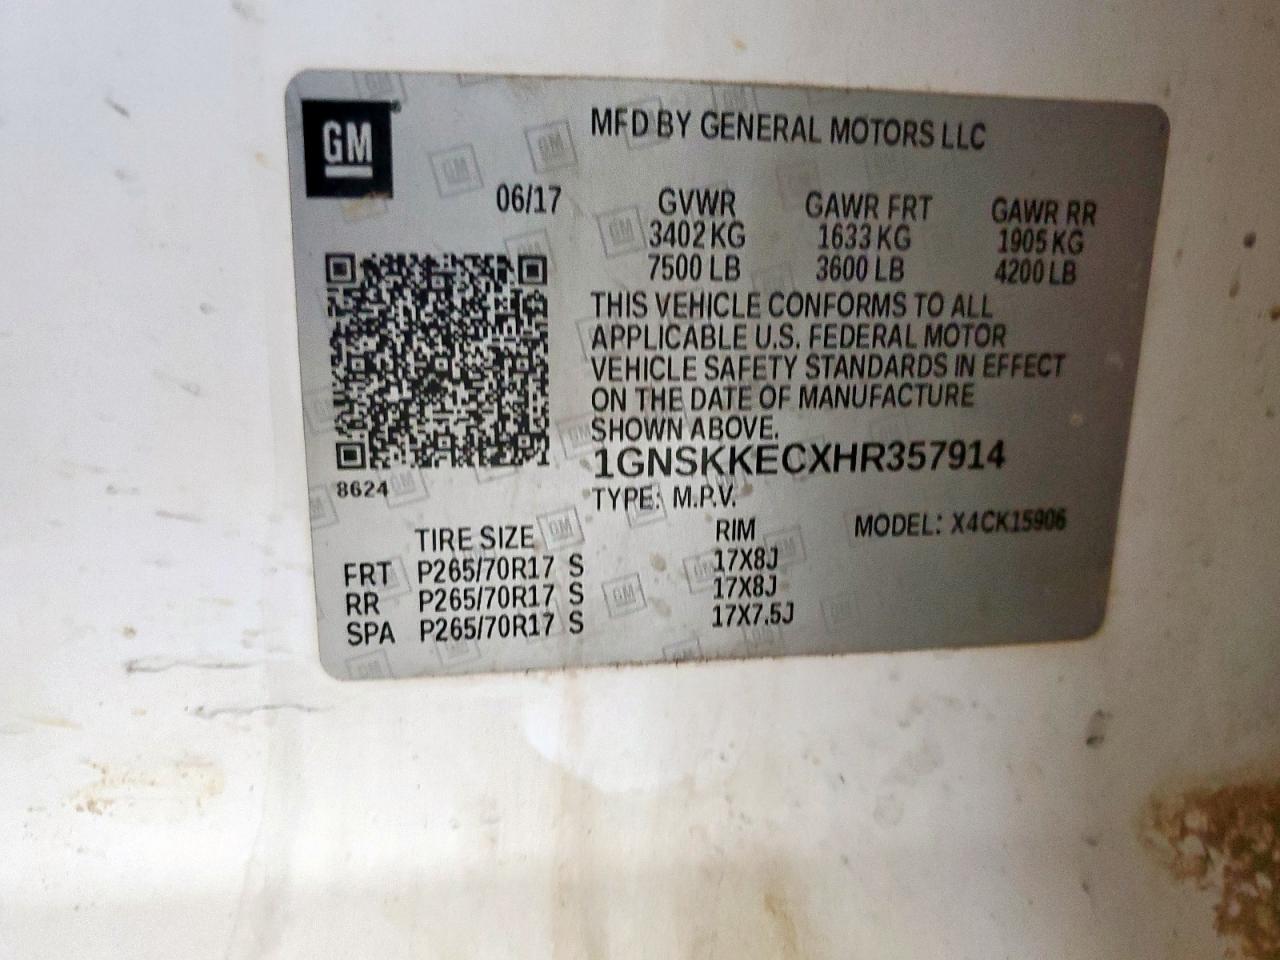 GM
MFD BY GENERAL MOTORS LLC
06/17 GVWR GAWR FRT GAWR RR
3402 KG 1633 KG 1905 KG
7500 LB 3600 LB 4200 LB
THIS VEHICLE CONFORMS TO ALL
APPLICABLE U.S. FEDERAL MOTOR
VEHICLE SAFETY STANDARDS IN EFFECT
ON THE DATE OF MANUFACTURE
SHOWN ABOVE.
1GNSKKECXHR357914
8624
TYPE: M.P.V.
MODEL: X4CK15906
TIRE SIZE RIM
FRT P265/70R17 S 17X8J
RR P265/70R17 S 17X8J
SPA P265/70R17 S 17X7.5J